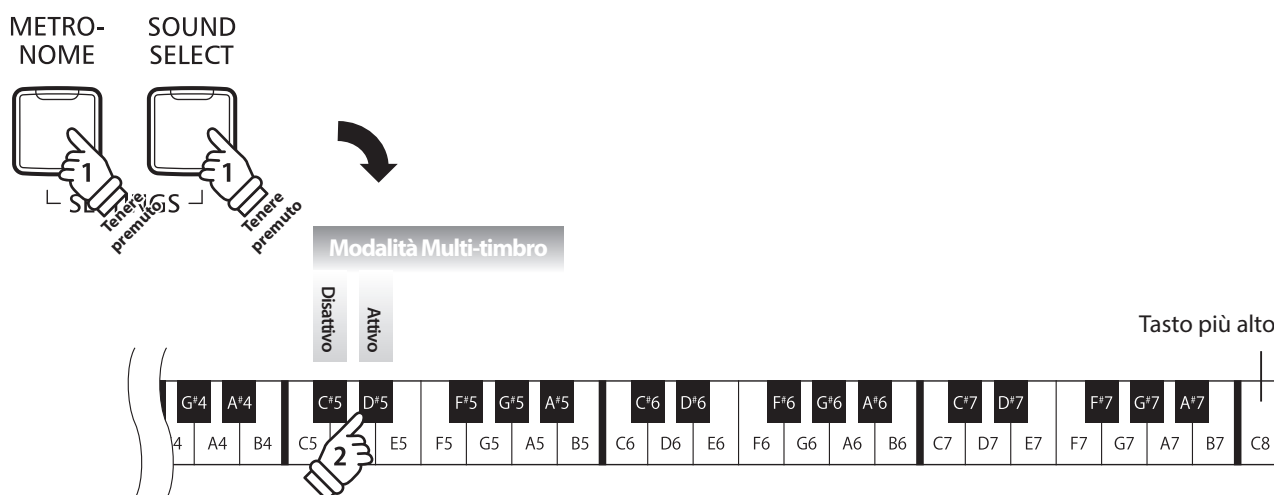 METRO-
NOME
SOUND
SELECT
1
1
Tenere
premuto
Tenere
premuto
Modalità Multi-timbro
Disattivo
Attivo
Tasto più alto
G#4 A#4 C#5 D#5 F#5 G#5 A#5 C#6 D#6 F#6 G#6 A#6 C#7 D#7 F#7 G#7 A#7
4 A4 B4 C5 E5 F5 G5 A5 B5 C6 D6 E6 F6 G6 A6 B6 C7 D7 E7 F7 G7 A7 B7 C8
2